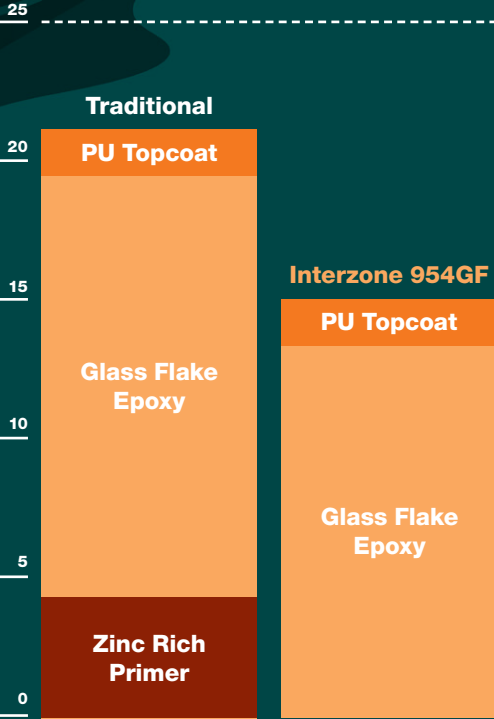 25
Traditional
20
PU Topcoat
Interzone 954GF
15
PU Topcoat
Glass Flake
Epoxy
10
Glass Flake
Epoxy
5
Zinc Rich
Primer
0